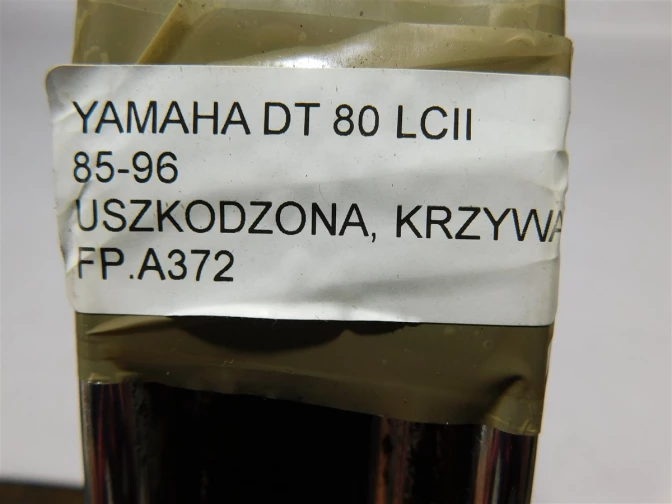 YAMAHA DT 80 LCII
85-96
USZKODZONA, KRZYWA
FP.A372